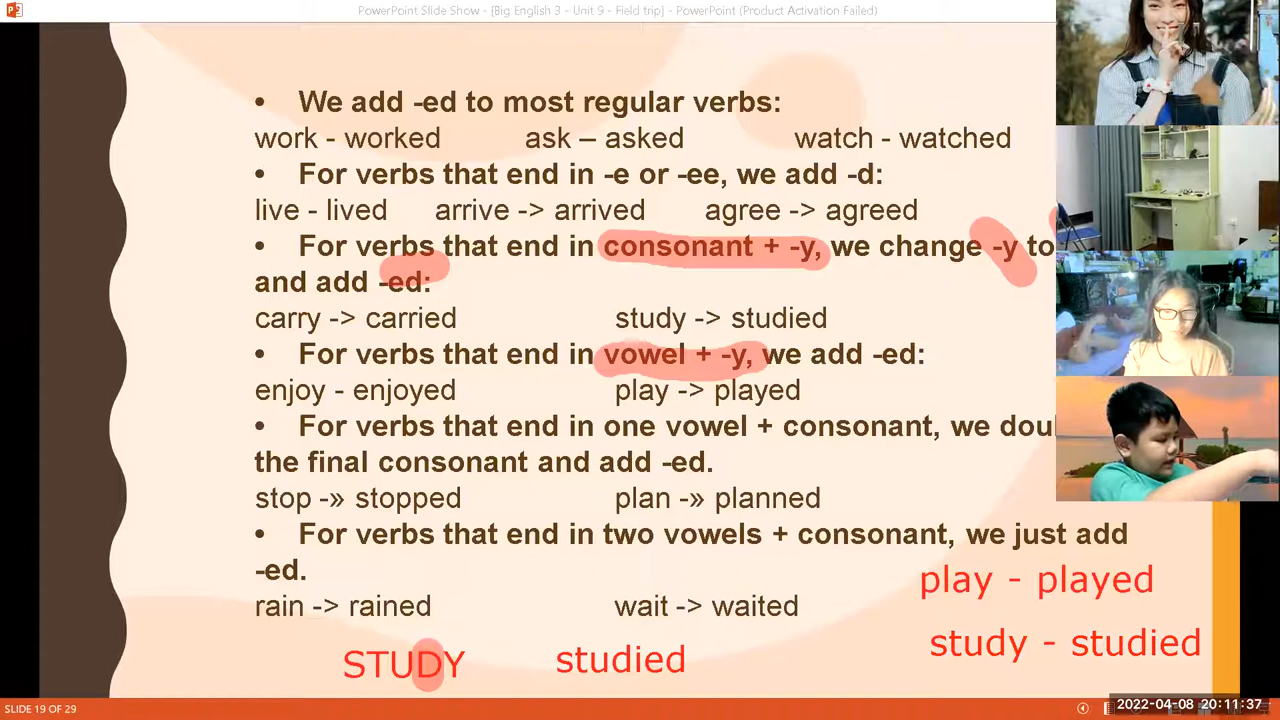 PowerPoint Slide Show - [Big English 3 - Unit 9 - Field trip] - PowerPoint (Product Activation Failed)
• We add -ed to most regular verbs:
work - worked ask – asked watch - watched
• For verbs that end in -e or -ee, we add -d:
live - lived arrive -> arrived agree -> agreed
• For verbs that end in consonant + -y, we change -y to
and add -ed:
carry -> carried study -> studied
• For verbs that end in vowel + -y, we add -ed:
enjoy - enjoyed play -> played
• For verbs that end in one vowel + consonant, we
the final consonant and add -ed.
stop -» stopped plan -» planned
• For verbs that end in two vowels + consonant, we just add
-ed.
rain -> rained wait -> waited
play - played
study - studied
STUDY studied
SLIDE 19 OF 29
2022-04-08 20:11:37